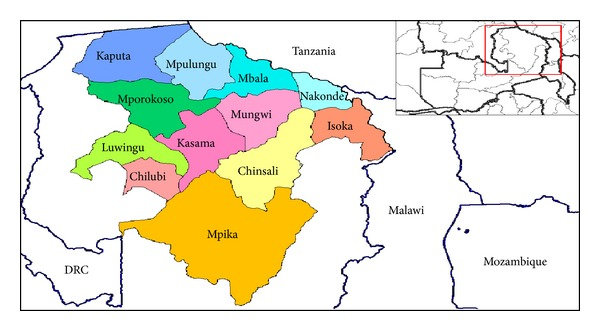 Kaputa
Mpulungu
Tanzania
Mbala
Mporokoso
Nakonde
Mungwi
Isoka
Kasama
Luwingu
Chinsali
Chilubi
Malawi
Mpika
DRC
Mozambique